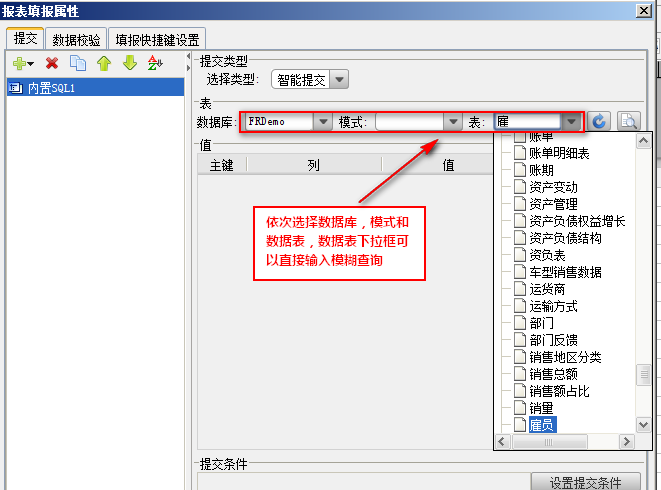 报表填报属性
提交 数据校验 填报快捷键设置
提交类型
选择类型: 智能提交
内置SQL1
表
数据库: FRDemo 模式: 表: 雇
值
主键 列 值
依次选择数据库，模式和
数据表，数据表下拉框可
以直接输入模糊查询
账单
账单明细表
账期
资产变动
资产管理
资产负债权益增长
资产负债结构
资负表
车型销售数据
运货商
运输方式
部门
部门反馈
销售地区分类
销售总额
销售额占比
销量
雇员
提交条件
设置提交条件